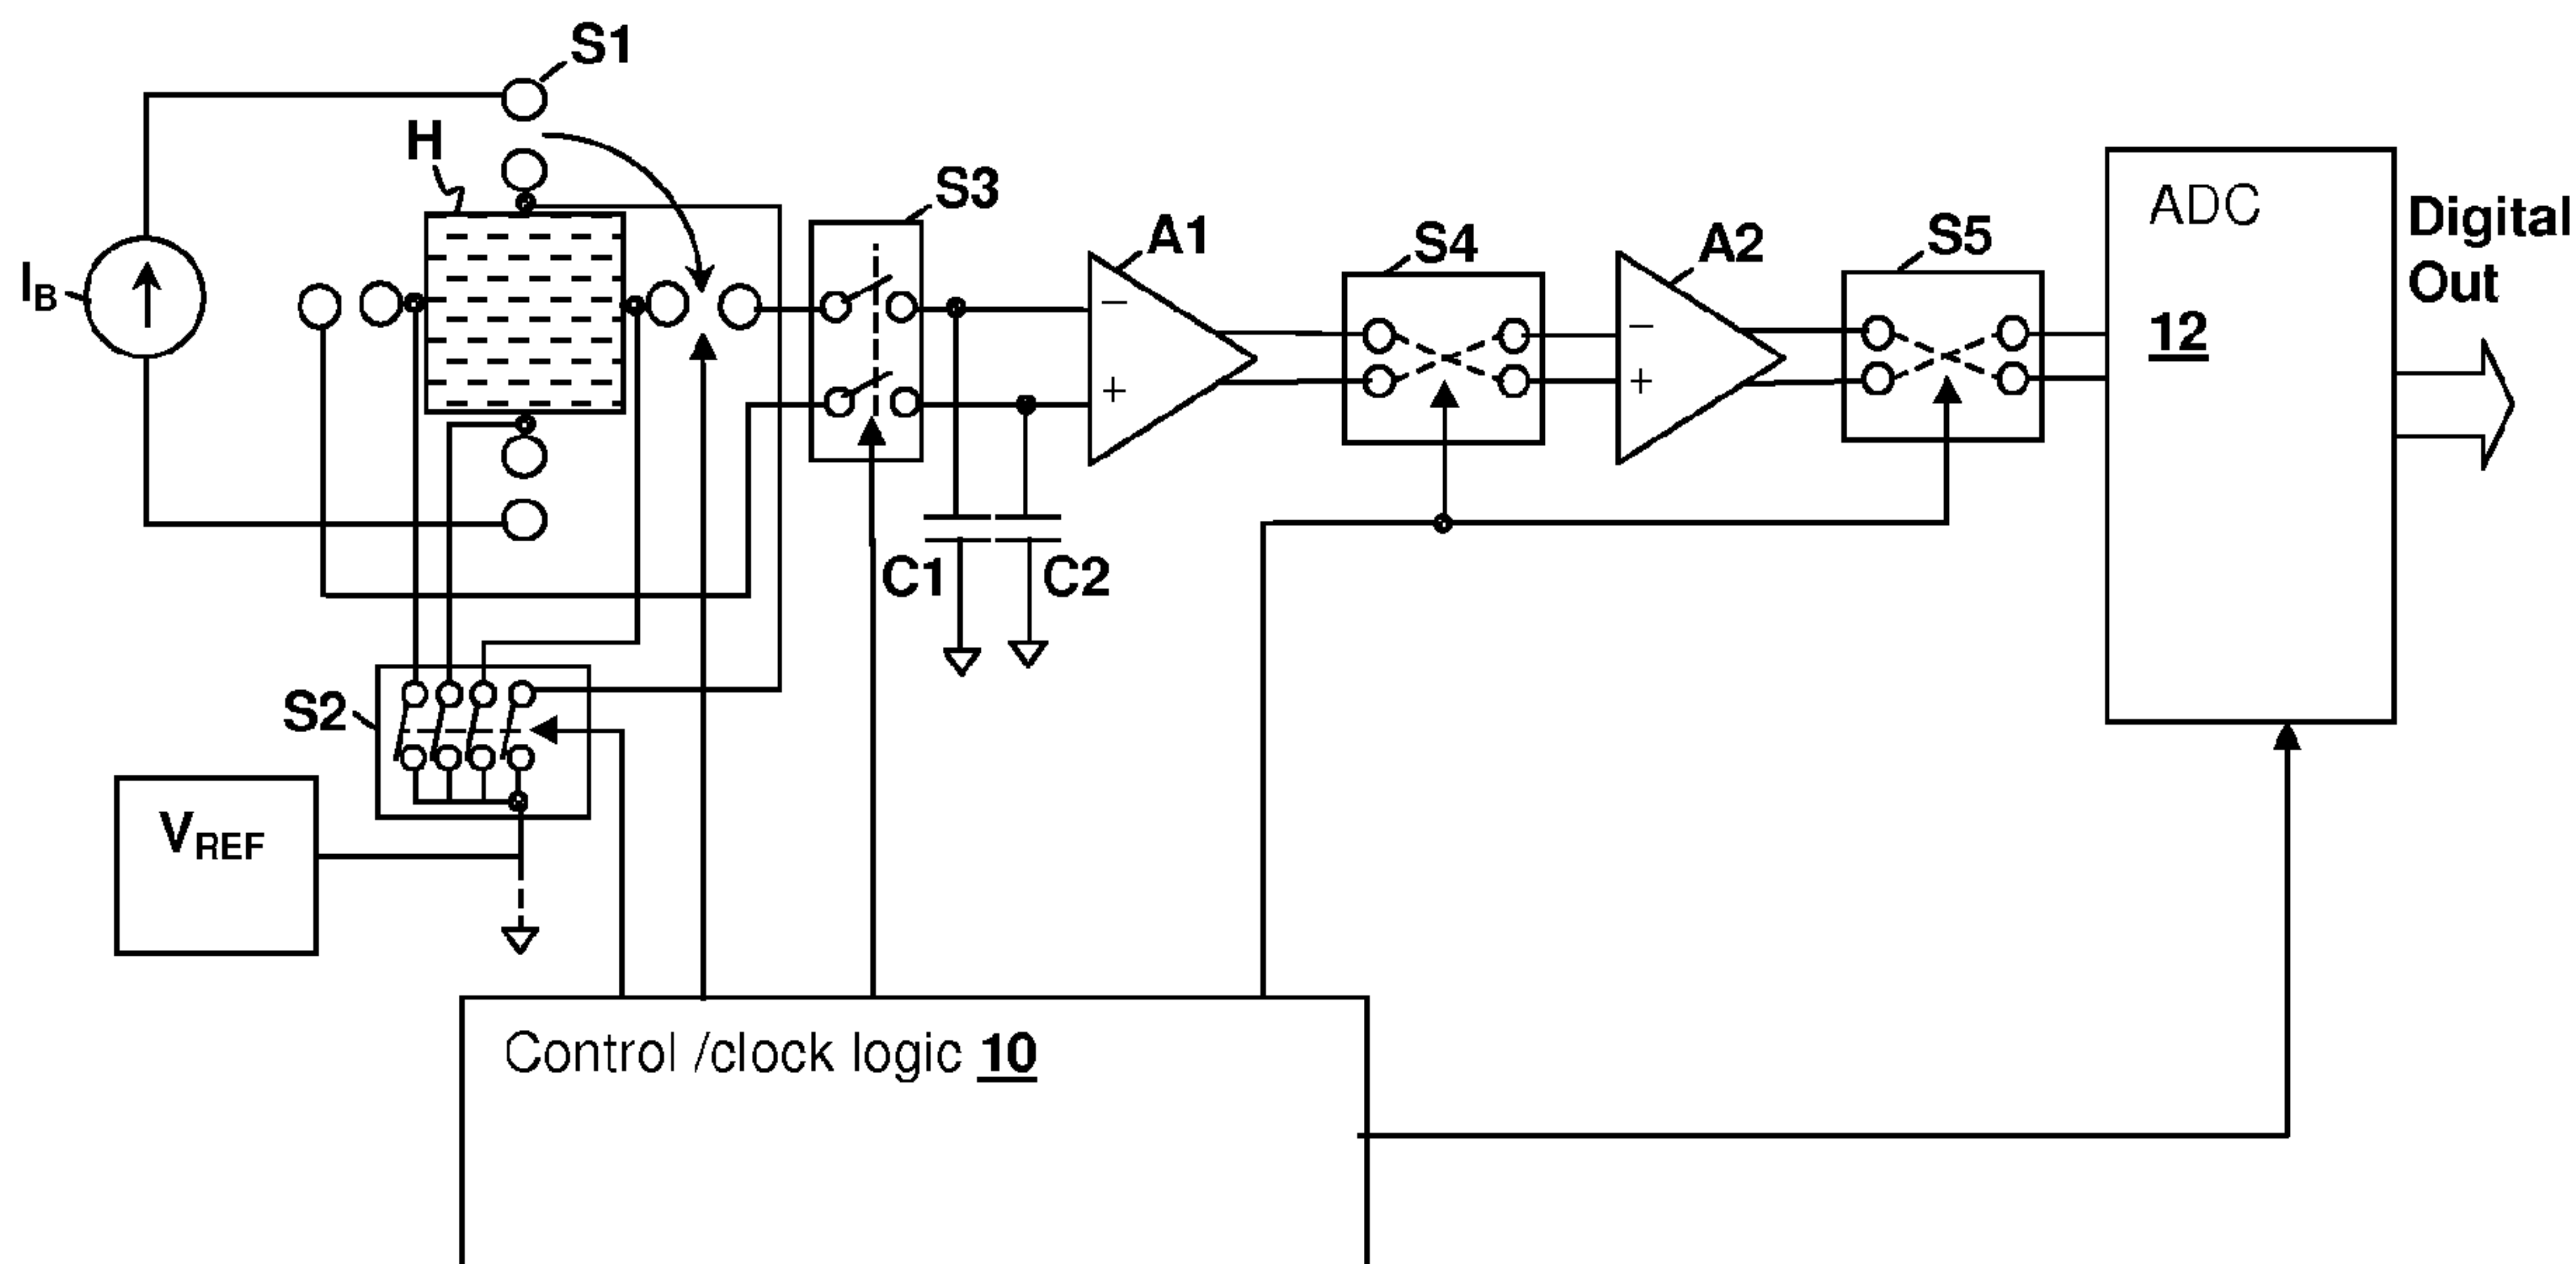 S1
H
S3
A1
S4
A2
S5
ADC
12
Digital
Out
IB
−
+
−
+
C1
C2
S2
VREF
Control /clock logic 10